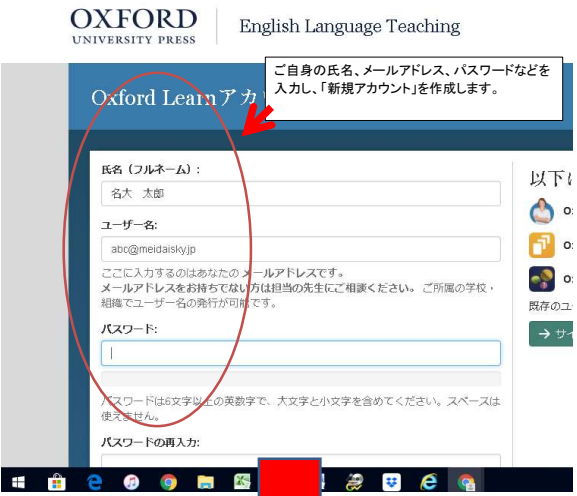 OXFORD
UNIVERSITY PRESS
English Language Teaching
ご自身の氏名、メールアドレス、パスワードなどを
入力し、「新規アカウント」を作成します。
Oxford Learnアカ
氏名（フルネーム）:
名大 太郎
ユーザー名:
abc@meidaisky.jp
ここに入力するのはあなたのメールアドレスです。
メールアドレスをお持ちでない方は担当の先生にご相談ください。ご所属の学校・
組織でユーザー名の発行が可能です。
パスワード:
パスワードは6文字以上の英数字で、大文字と小文字を含めてください。スペースは
使えません。
パスワードの再入力:
以下に
既存のユー
サイ